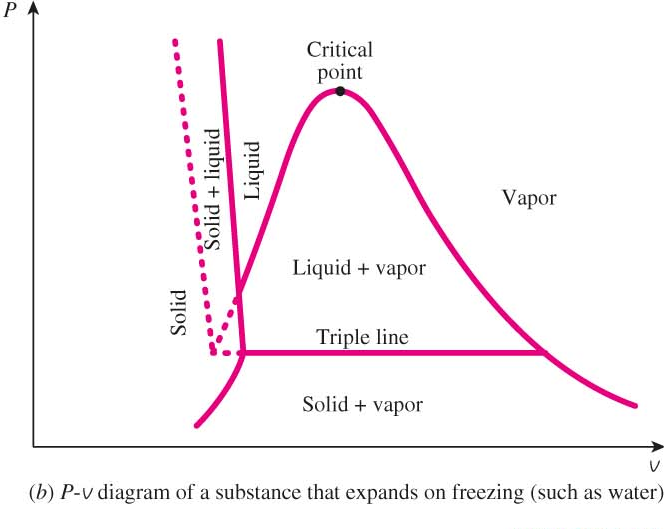 P
Critical
point
Solid + liquid
Liquid
Vapor
Liquid + vapor
Solid
Triple line
Solid + vapor
v
(b) P-v diagram of a substance that expands on freezing (such as water)